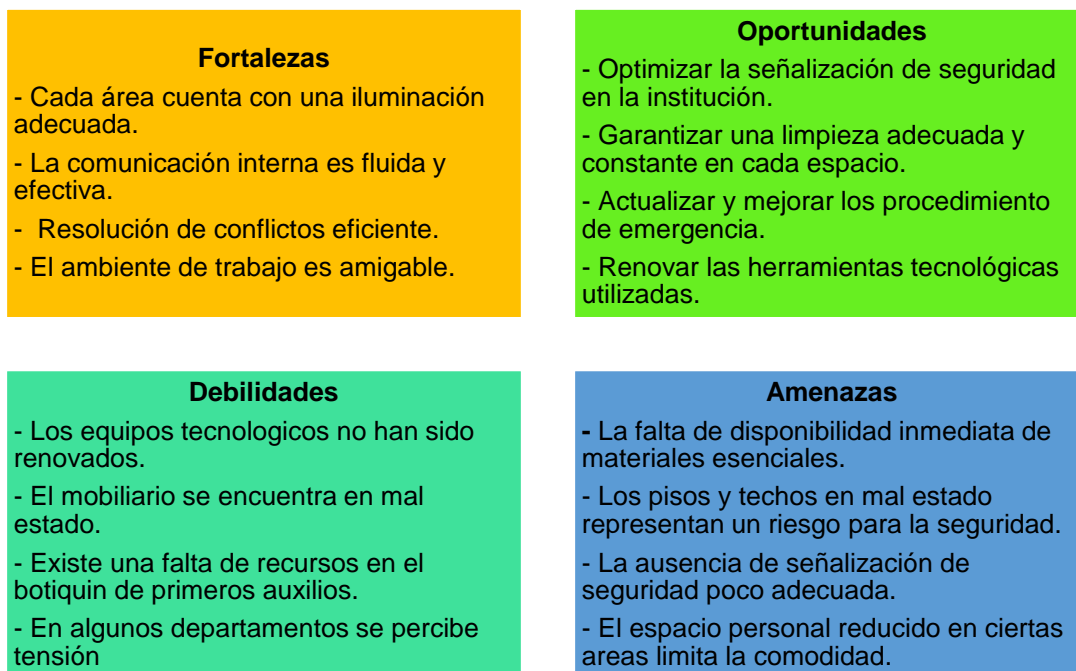 Fortalezas
- Cada área cuenta con una iluminación
adecuada.
- La comunicación interna es fluida y
efectiva.
-  Resolución de conflictos eficiente.
- El ambiente de trabajo es amigable.
Oportunidades
- Optimizar la señalización de seguridad
en la institución.
- Garantizar una limpieza adecuada y
constante en cada espacio.
- Actualizar y mejorar los procedimiento
de emergencia.
- Renovar las herramientas tecnológicas
utilizadas.
Debilidades
- Los equipos tecnologicos no han sido
renovados.
- El mobiliario se encuentra en mal
estado.
- Existe una falta de recursos en el
botiquin de primeros auxilios.
- En algunos departamentos se percibe
tensión
Amenazas
- La falta de disponibilidad inmediata de
materiales esenciales.
- Los pisos y techos en mal estado
representan un riesgo para la seguridad.
- La ausencia de señalización de
seguridad poco adecuada.
- El espacio personal reducido en ciertas
areas limita la comodidad.